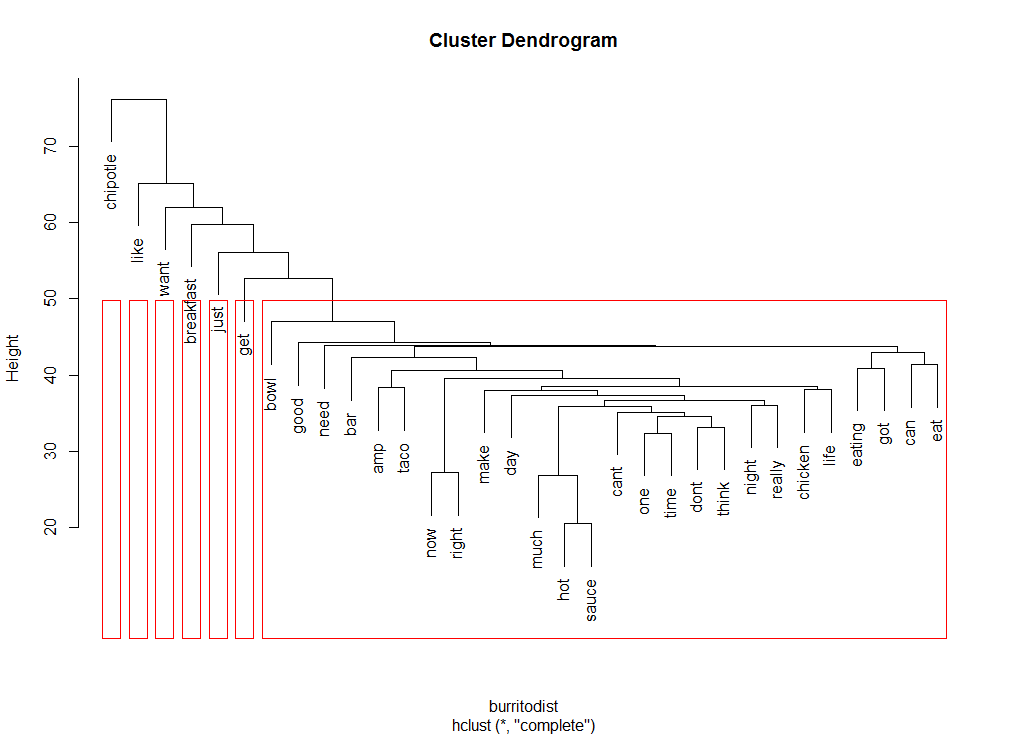 Cluster Dendrogram
Height
70
60
50
40
30
20
chipotle
like
want
breakfast
just
get
bowl
good
need
bar
amp
taco
now
right
make
day
much
hot
sauce
cant
one
time
dont
think
night
really
chicken
life
eating
got
can
eat
burritodist
hclust (*, "complete")